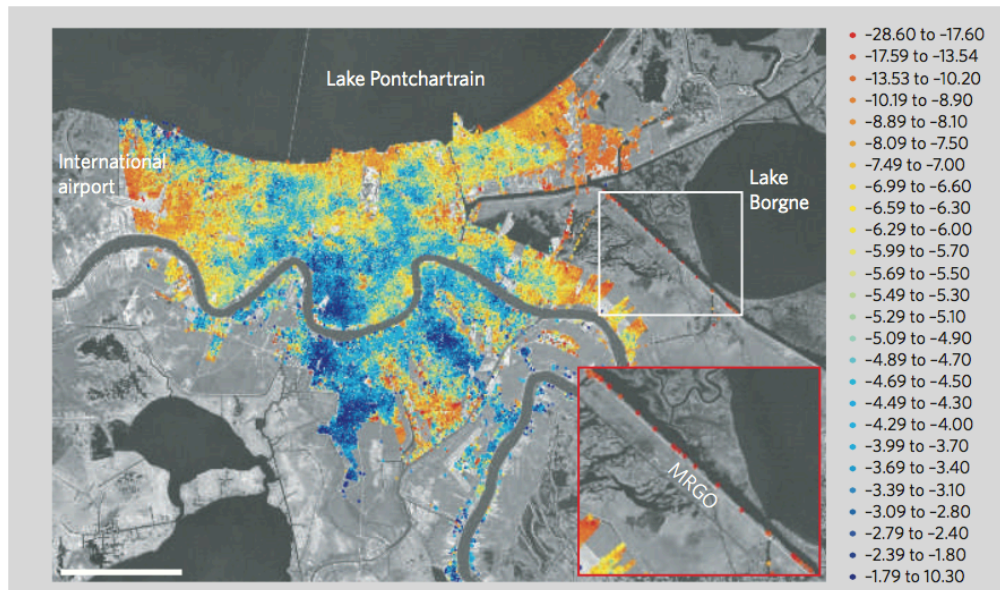 Lake Pontchartrain
International
airport
Lake
Borgne
MRGO
−28.60 to −17.60
−17.59 to −13.54
−13.53 to −10.20
−10.19 to −8.90
−8.89 to −8.10
−8.09 to −7.50
−7.49 to −7.00
−6.99 to −6.60
−6.59 to −6.30
−6.29 to −6.00
−5.99 to −5.70
−5.69 to −5.50
−5.49 to −5.30
−5.29 to −5.10
−5.09 to −4.90
−4.89 to −4.70
−4.69 to −4.50
−4.49 to −4.30
−4.29 to −4.00
−3.99 to −3.70
−3.69 to −3.40
−3.39 to −3.10
−3.09 to −2.80
−2.79 to −2.40
−2.39 to −1.80
−1.79 to 10.30